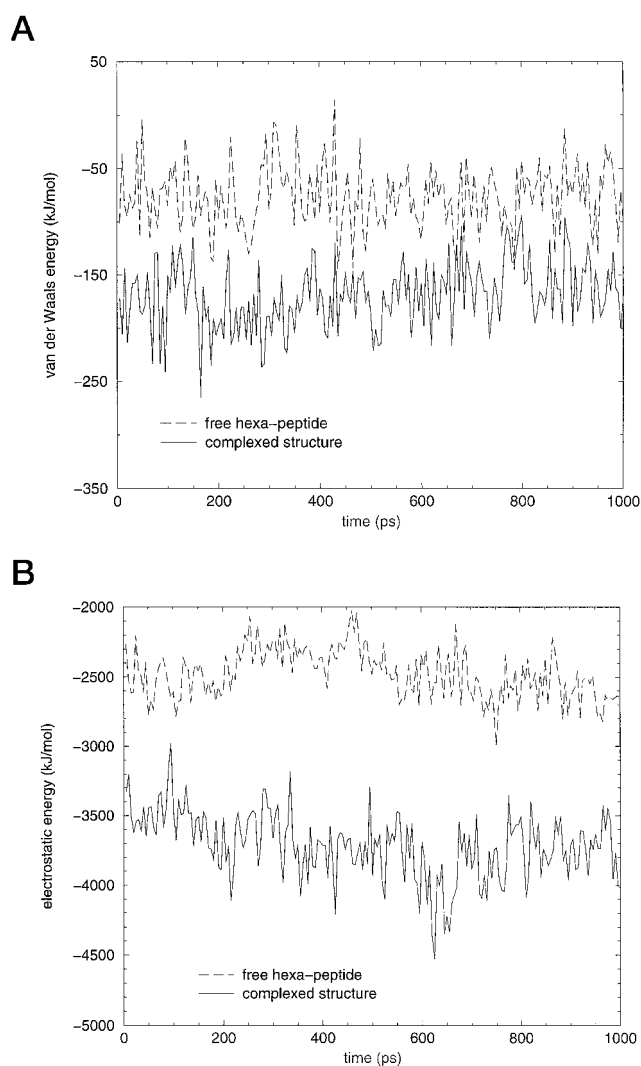 A
50
−50
−150
−250
−350
van der Waals energy (kJ/mol)
free hexa−peptide
complexed structure
0 200 400 600 800 1000
time (ps)
B
−2000
−2500
−3000
−3500
−4000
−4500
−5000
electrostatic energy (kJ/mol)
free hexa−peptide
complexed structure
0 200 400 600 800 1000
time (ps)